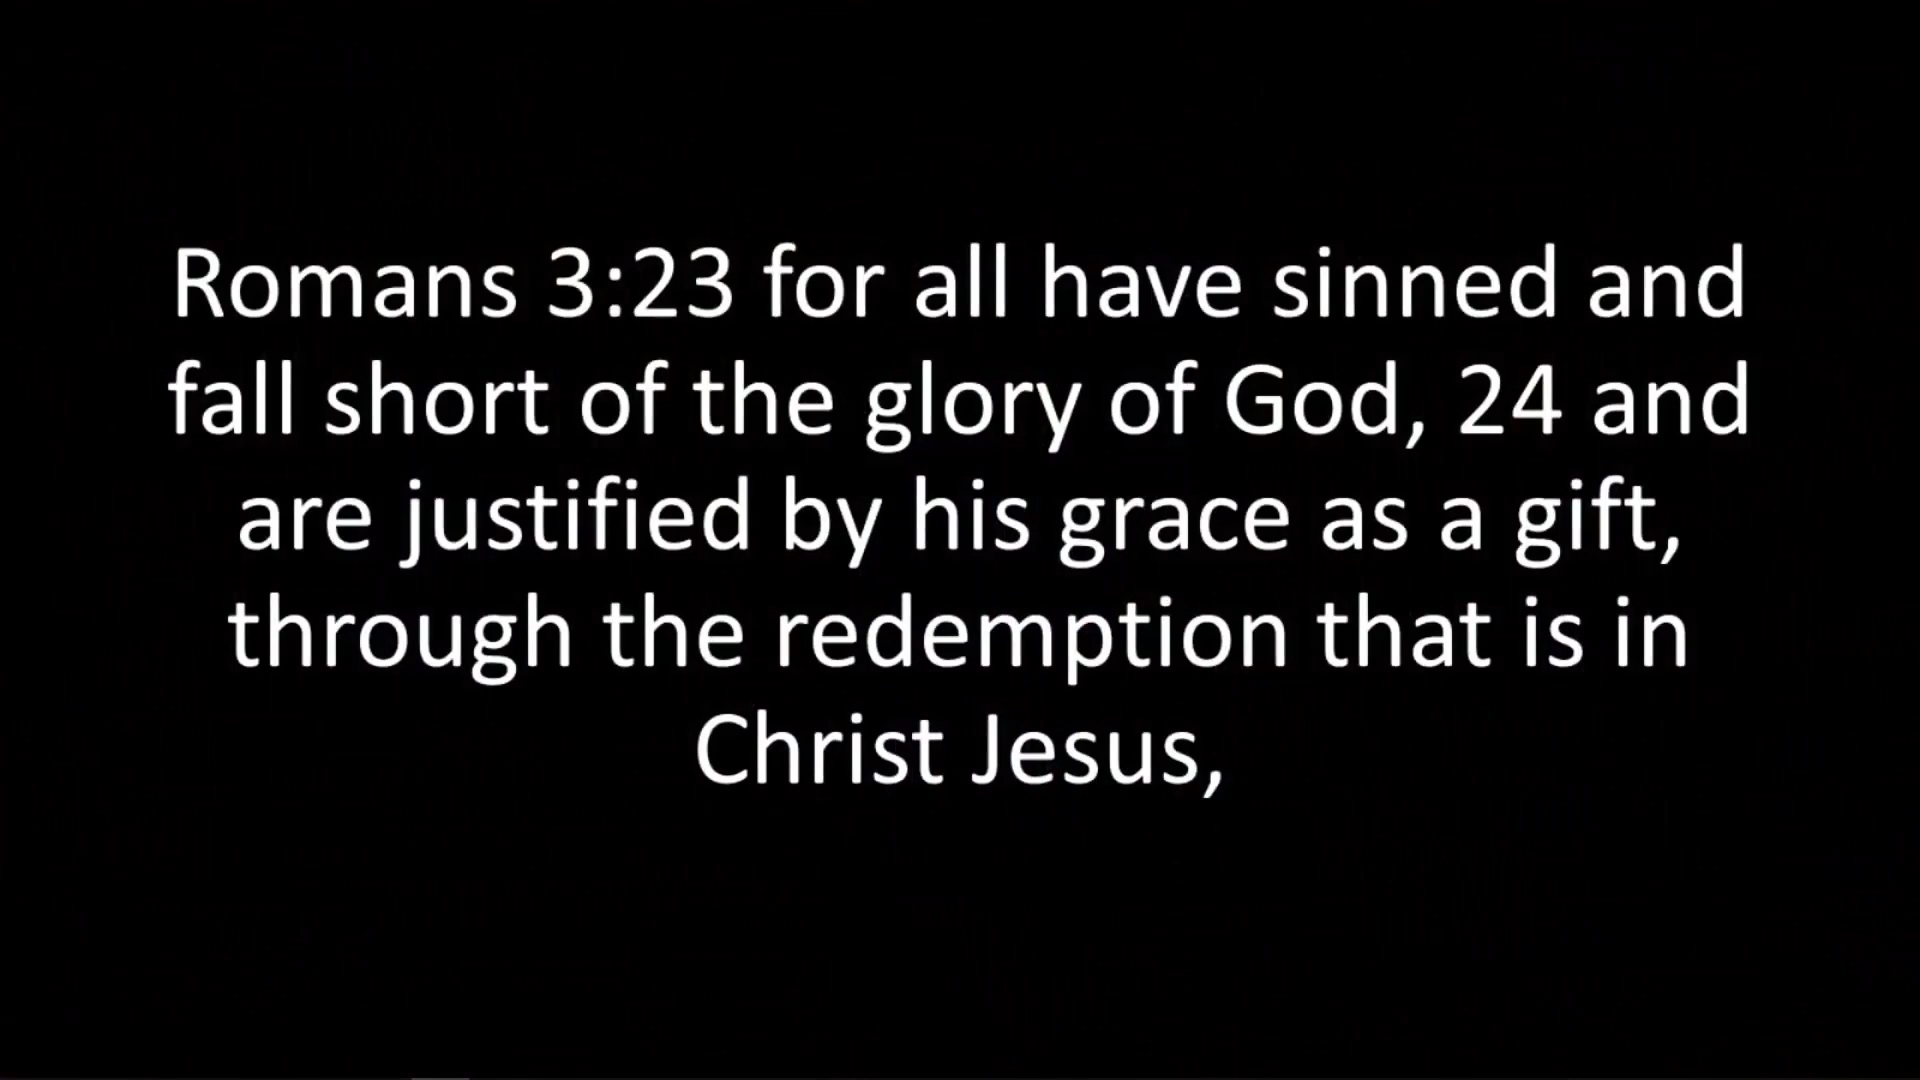 Romans 3:23 for all have sinned and
fall short of the glory of God, 24 and
are justified by his grace as a gift,
through the redemption that is in
Christ Jesus,